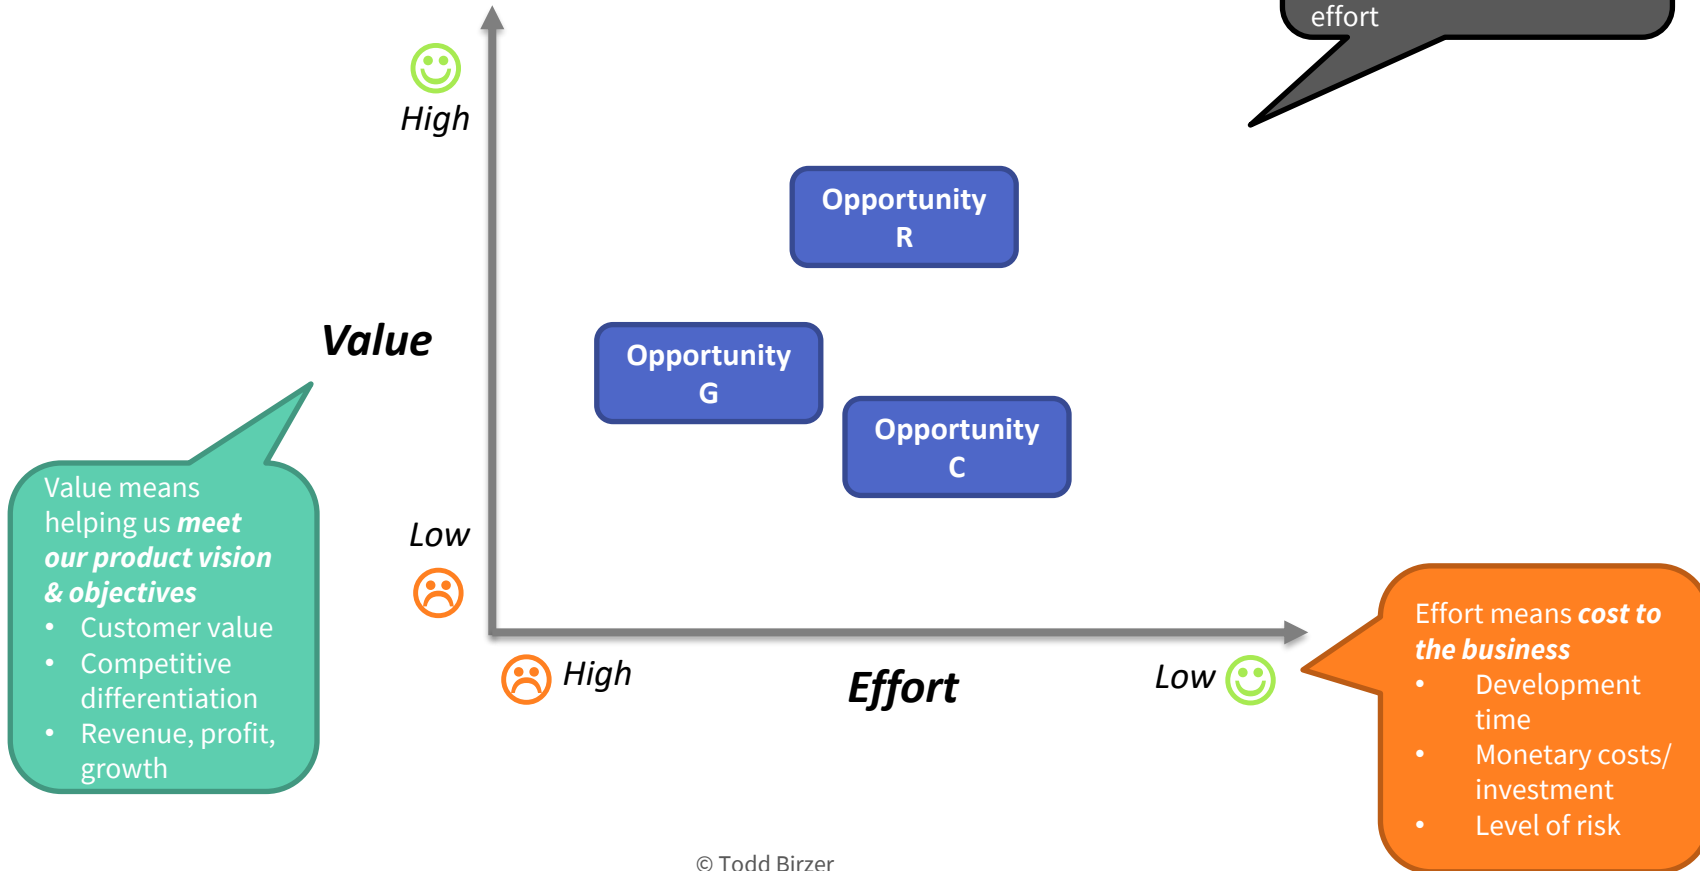 effort
High
Opportunity
R
Value
Opportunity
G
Opportunity
C
Value means
helping us meet
our product vision
& objectives
• Customer value
• Competitive
differentiation
• Revenue, profit,
growth
Low
High
Effort
Low
Effort means cost to
the business
• Development
time
• Monetary costs/
investment
• Level of risk
© Todd Birzer